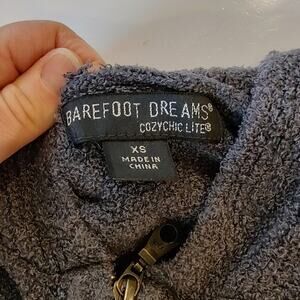 BAREFOOT DREAMS®
COZYCHIC LITE®
XS
MADE IN
CHINA